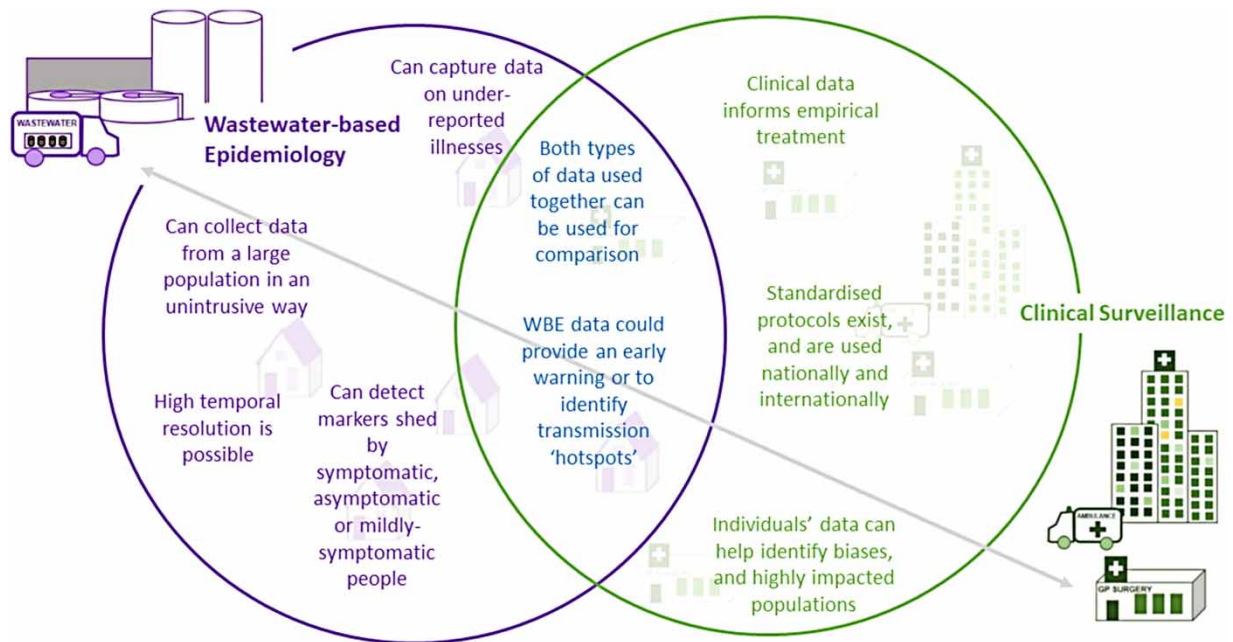 WASTEWATER
Wastewater-based
Epidemiology
Can capture data
on under-
reported
illnesses
Can collect data
from a large
population in an
unintrusive way
High temporal
resolution is
possible
Can detect
markers shed
by
symptomatic,
asymptomatic
or mildly-
symptomatic
people
Both types
of data used
together can
be used for
comparison
WBE data could
provide an early
warning or to
identify
transmission
‘hotspots’
Clinical data
informs empirical
treatment
Standardised
protocols exist,
and are used
nationally and
internationally
Individuals’ data can
help identify biases,
and highly impacted
populations
Clinical Surveillance
AMBULANCE
GP SURGERY